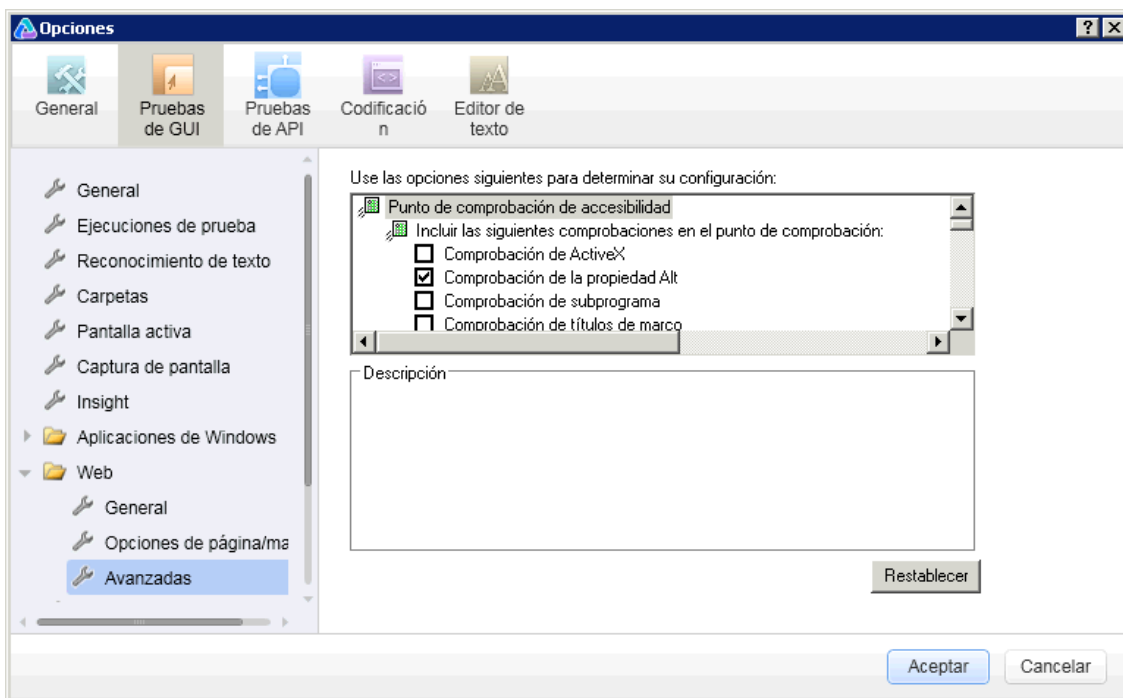 Opciones
General
Pruebas
de GUI
Pruebas
de API
Codificació
n
Editor de
texto
General
Ejecuciones de prueba
Reconocimiento de texto
Carpetas
Pantalla activa
Captura de pantalla
Insight
Aplicaciones de Windows
Web
General
Opciones de página/ma
Avanzadas
Use las opciones siguientes para determinar su configuración:
Punto de comprobación de accesibilidad
Incluir las siguientes comprobaciones en el punto de comprobación:
Comprobación de ActiveX
Comprobación de la propiedad Alt
Comprobación de subprograma
Comprobación de títulos de marco
Descripción
Restablecer
Aceptar
Cancelar